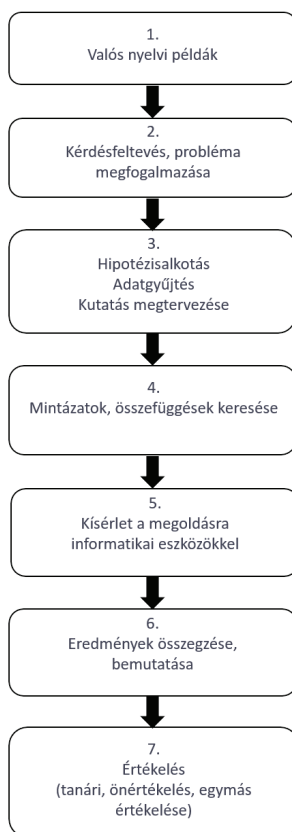 1.
Valós nyelvi példák
2.
Kérdésfeltevés, probléma
megfogalmazása
3.
Hipotézisalkotás
Adatgyűjtés
Kutatás megtervezése
4.
Mintázatok, összefüggések keresése
5.
Kísérlet a megoldásra
informatikai eszközökkel
6.
Eredmények összegzése,
bemutatása
7.
Értékelés
(tanári, önértékelés, egymás
értékelése)